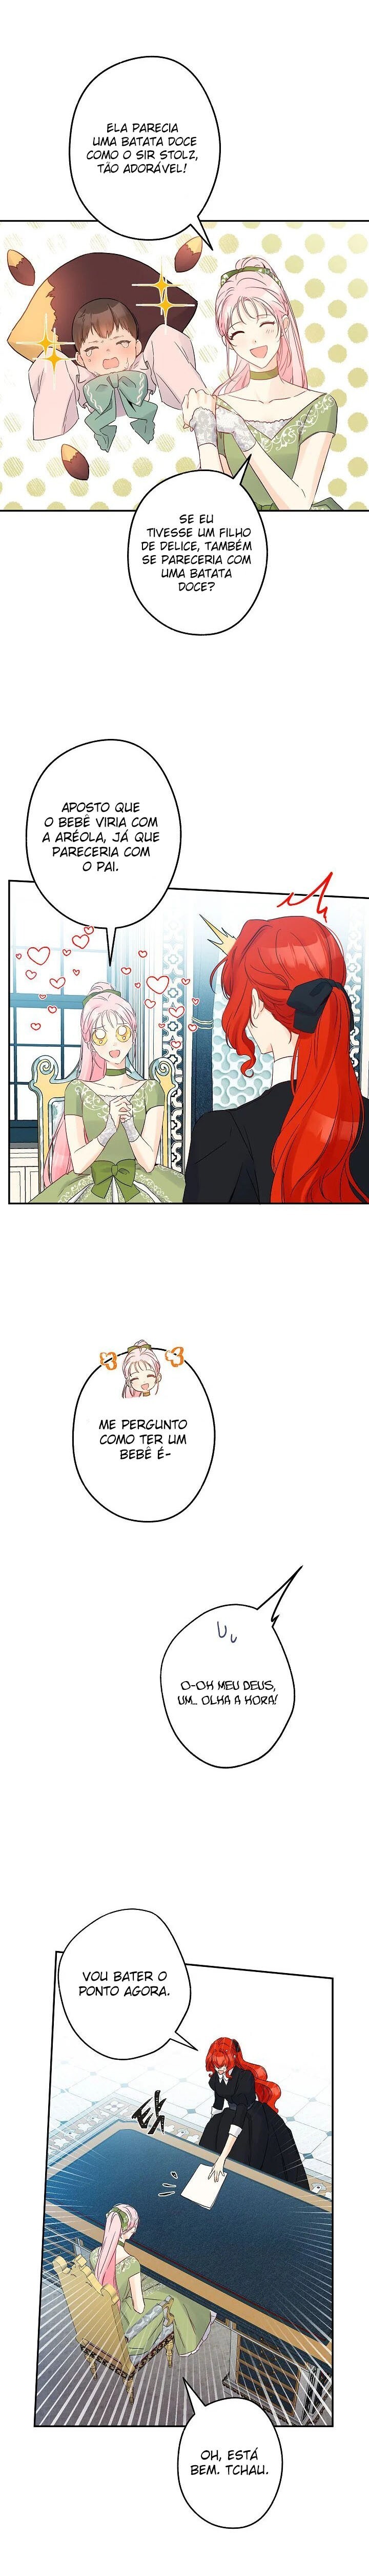 ELA PARECIA
UMA BATATA DOCE
COMO O SIR STOLZ,
TÃO ADORÁVEL!
SE EU
TIVESSE UM FILHO
DE DELICE, TAMBÉM
SE PARECERIA COM
UMA BATATA
DOCE?
APOSTO QUE
O BEBÊ VIRIA COM
A ARÉOLA, JÁ QUE
PARECERIA COM
O PAI.
ME PERGUNTO
COMO TER UM
BEBÊ É-
O-OH MEU DEUS,
UM.. OLHA A HORA!
VOU BATER O
PONTO AGORA.
탁
OH, ESTÁ
BEM. TCHAU.